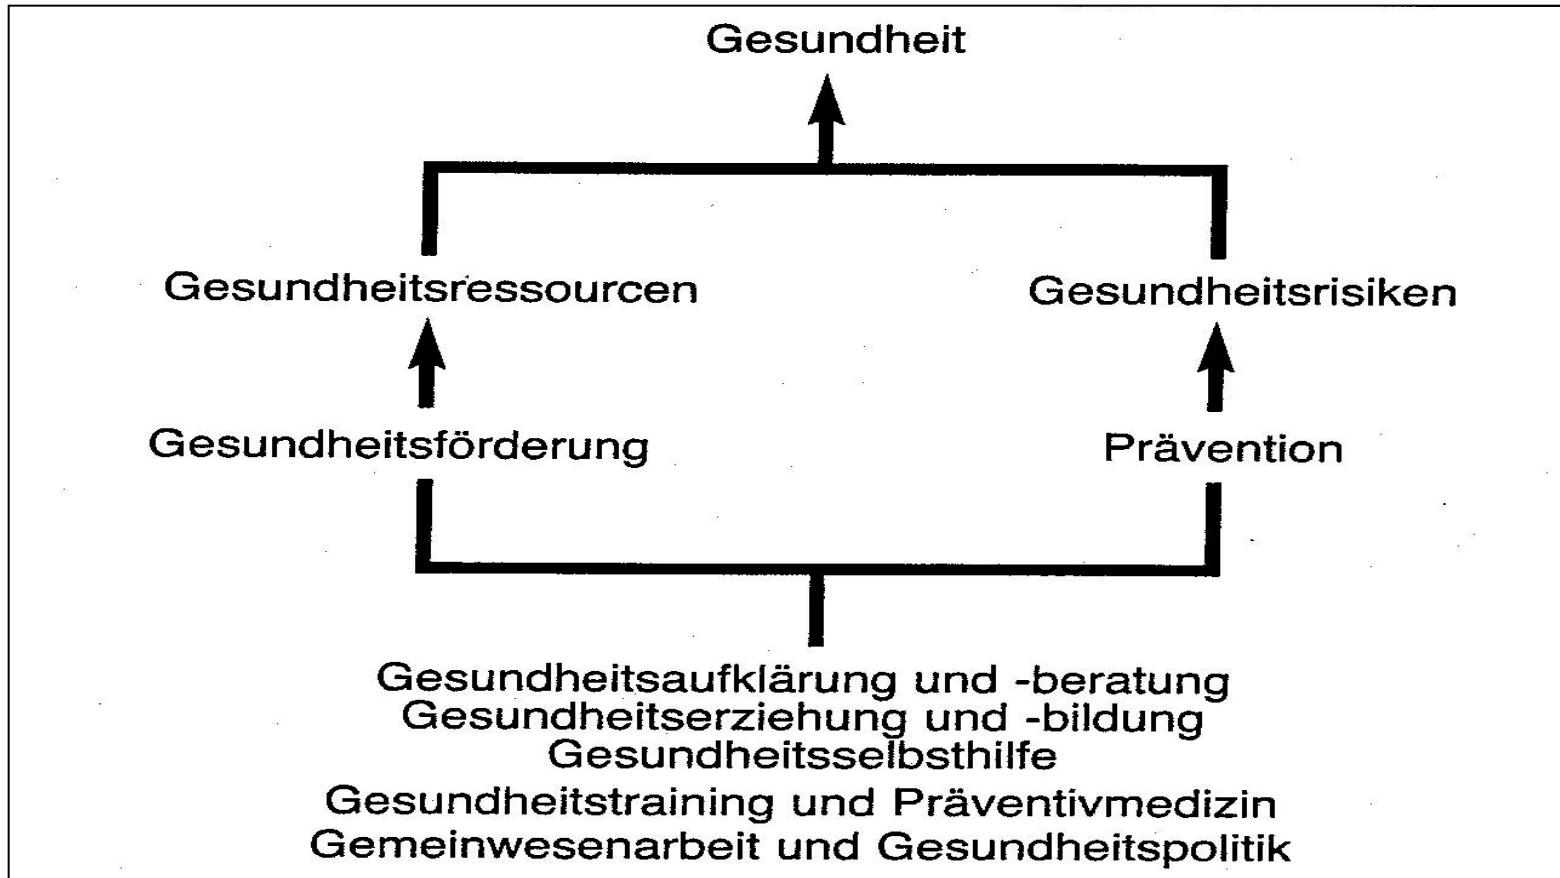 Gesundheit
Gesundheitsressourcen
Gesundheitsrisiken
Gesundheitsförderung
Prävention
Gesundheitsaufklärung und -beratung
Gesundheitserziehung und -bildung
Gesundheitsselbsthilfe
Gesundheitstraining und Präventivmedizin
Gemeinwesenarbeit und Gesundheitspolitik